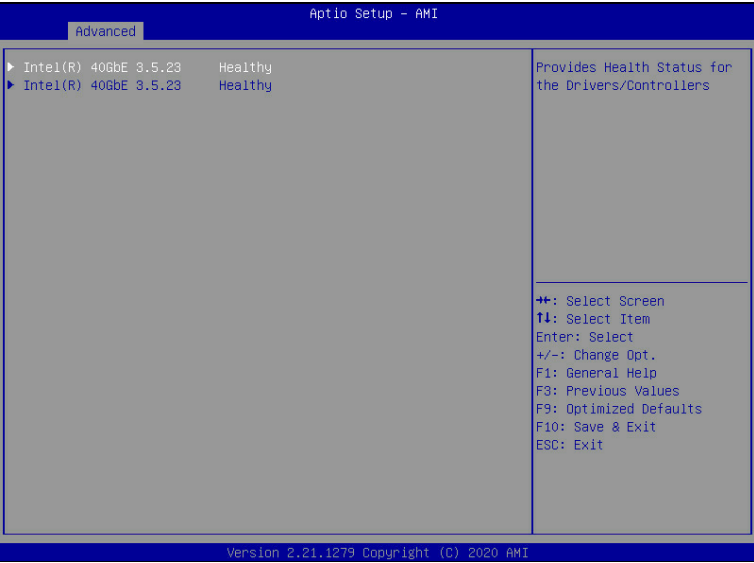 Aptio Setup – AMI
Advanced
▶ Intel(R) 40GbE 3.5.23 Healthy
▶ Intel(R) 40GbE 3.5.23 Healthy
Provides Health Status for
the Drivers/Controllers
→←: Select Screen
↑↓: Select Item
Enter: Select
+/-: Change Opt.
F1: General Help
F3: Previous Values
F9: Optimized Defaults
F10: Save & Exit
ESC: Exit
Version 2.21.1279 Copyright (C) 2020 AMI